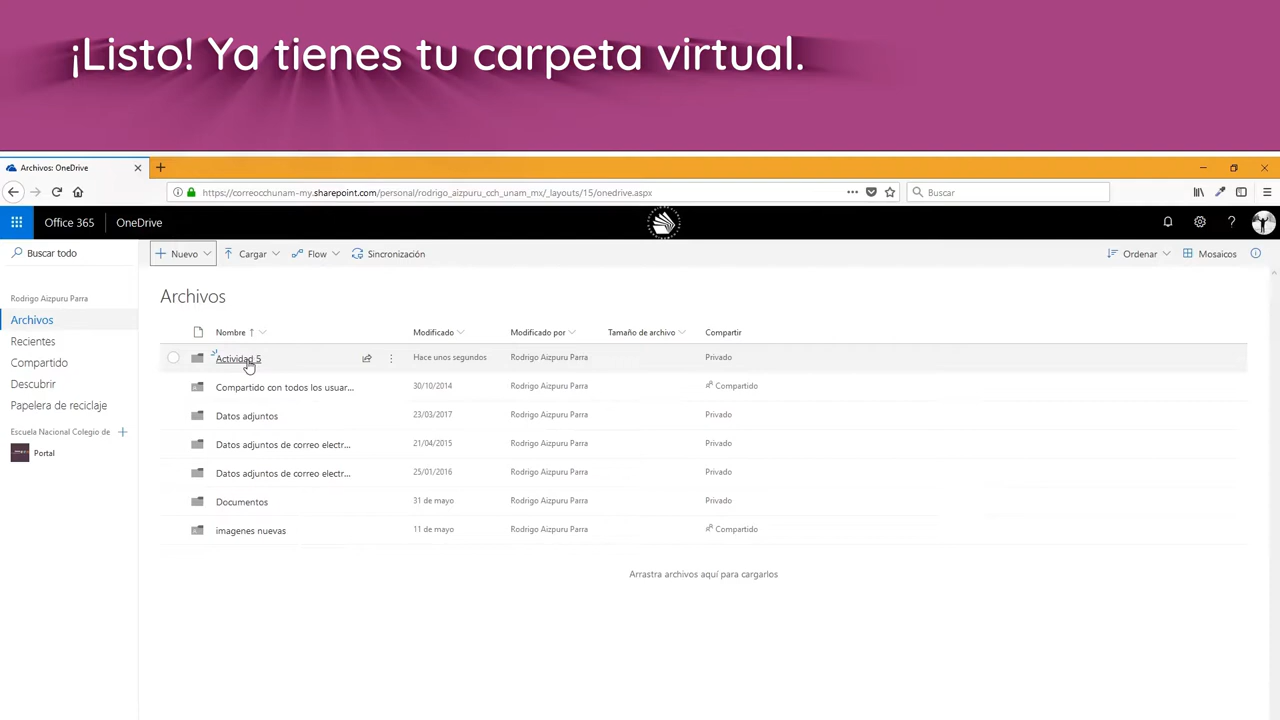 ¡Listo! Ya tienes tu carpeta virtual.
Archivos: OneDrive
https://correocchunam-my.sharepoint.com/personal/rodrigo_aizpuru_cch_unam_mx/_layouts/15/onedrive.aspx
Buscar
Office 365 OneDrive
Buscar todo
Nuevo Cargar Flow Sincronización
Ordenar Mosaicos
Rodrigo Aizpuru Parra
Archivos
Recientes
Compartido
Descubrir
Papelera de reciclaje
Escuela Nacional Colegio de
Portal
Archivos
Nombre Modificado Modificado por Tamaño de archivo Compartir
Actividad 5 Hace unos segundos Rodrigo Aizpuru Parra Privado
Compartido con todos los usuar... 30/10/2014 Rodrigo Aizpuru Parra Compartido
Datos adjuntos 23/03/2017 Rodrigo Aizpuru Parra Privado
Datos adjuntos de correo electr... 21/04/2015 Rodrigo Aizpuru Parra Privado
Datos adjuntos de correo electr... 25/01/2016 Rodrigo Aizpuru Parra Privado
Documentos 31 de mayo Rodrigo Aizpuru Parra Privado
imagenes nuevas 11 de mayo Rodrigo Aizpuru Parra Compartido
Arrastra archivos aquí para cargarlos